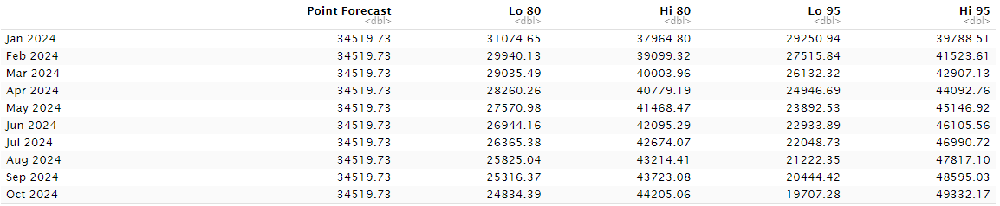 Point Forecast Lo 80 Hi 80 Lo 95 Hi 95
<dbl> <dbl> <dbl> <dbl> <dbl>
Jan 2024 34519.73 31074.65 37964.80 29250.94 39788.51
Feb 2024 34519.73 29940.13 39099.32 27515.84 41523.61
Mar 2024 34519.73 29035.49 40003.96 26132.32 42907.13
Apr 2024 34519.73 28260.26 40779.19 24946.69 44092.76
May 2024 34519.73 27570.98 41468.47 23892.53 45146.92
Jun 2024 34519.73 26944.16 42095.29 22933.89 46105.56
Jul 2024 34519.73 26365.38 42674.07 22048.73 46990.72
Aug 2024 34519.73 25825.04 43214.41 21222.35 47817.10
Sep 2024 34519.73 25316.37 43723.08 20444.42 48595.03
Oct 2024 34519.73 24834.39 44205.06 19707.28 49332.17